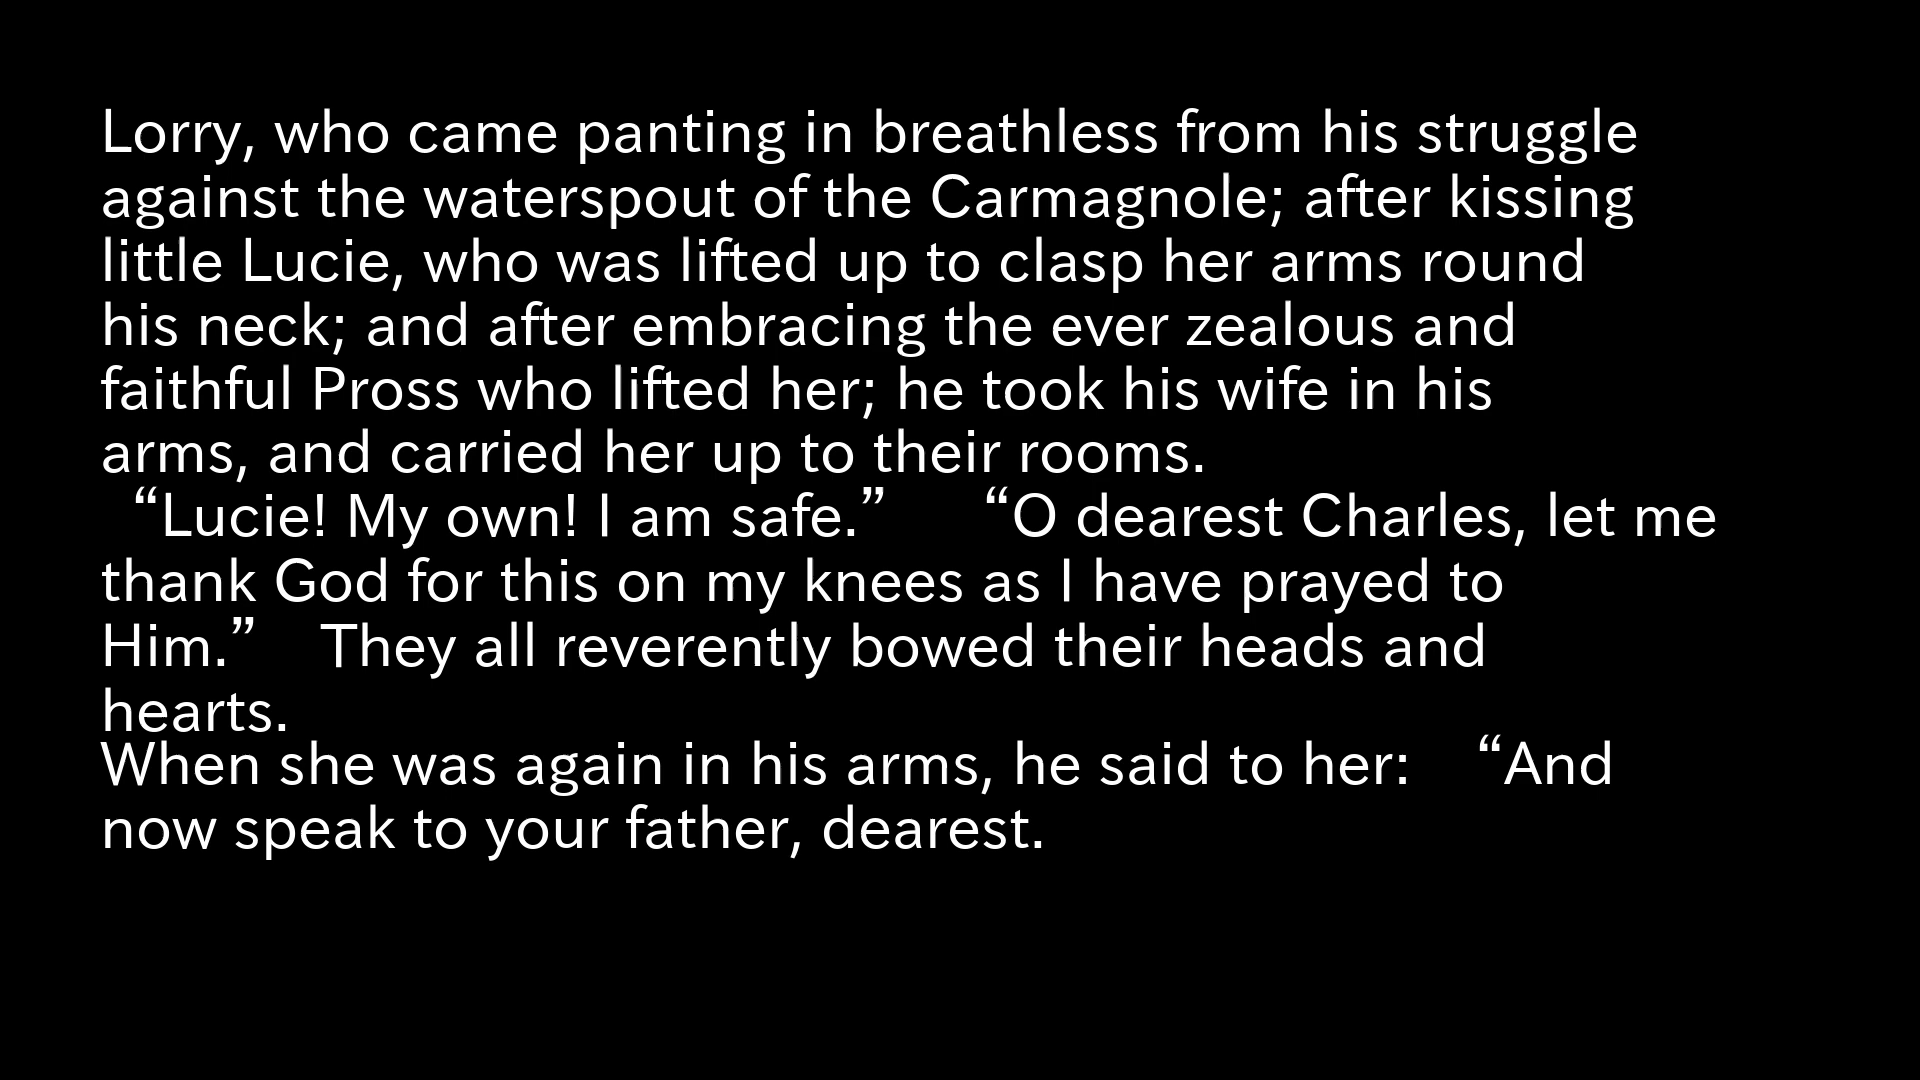 Lorry, who came panting in breathless from his struggle
against the waterspout of the Carmagnole; after kissing
little Lucie, who was lifted up to clasp her arms round
his neck; and after embracing the ever zealous and
faithful Pross who lifted her; he took his wife in his
arms, and carried her up to their rooms.
“Lucie! My own! I am safe.” “O dearest Charles, let me
thank God for this on my knees as I have prayed to
Him.” They all reverently bowed their heads and
hearts.
When she was again in his arms, he said to her: “And
now speak to your father, dearest.